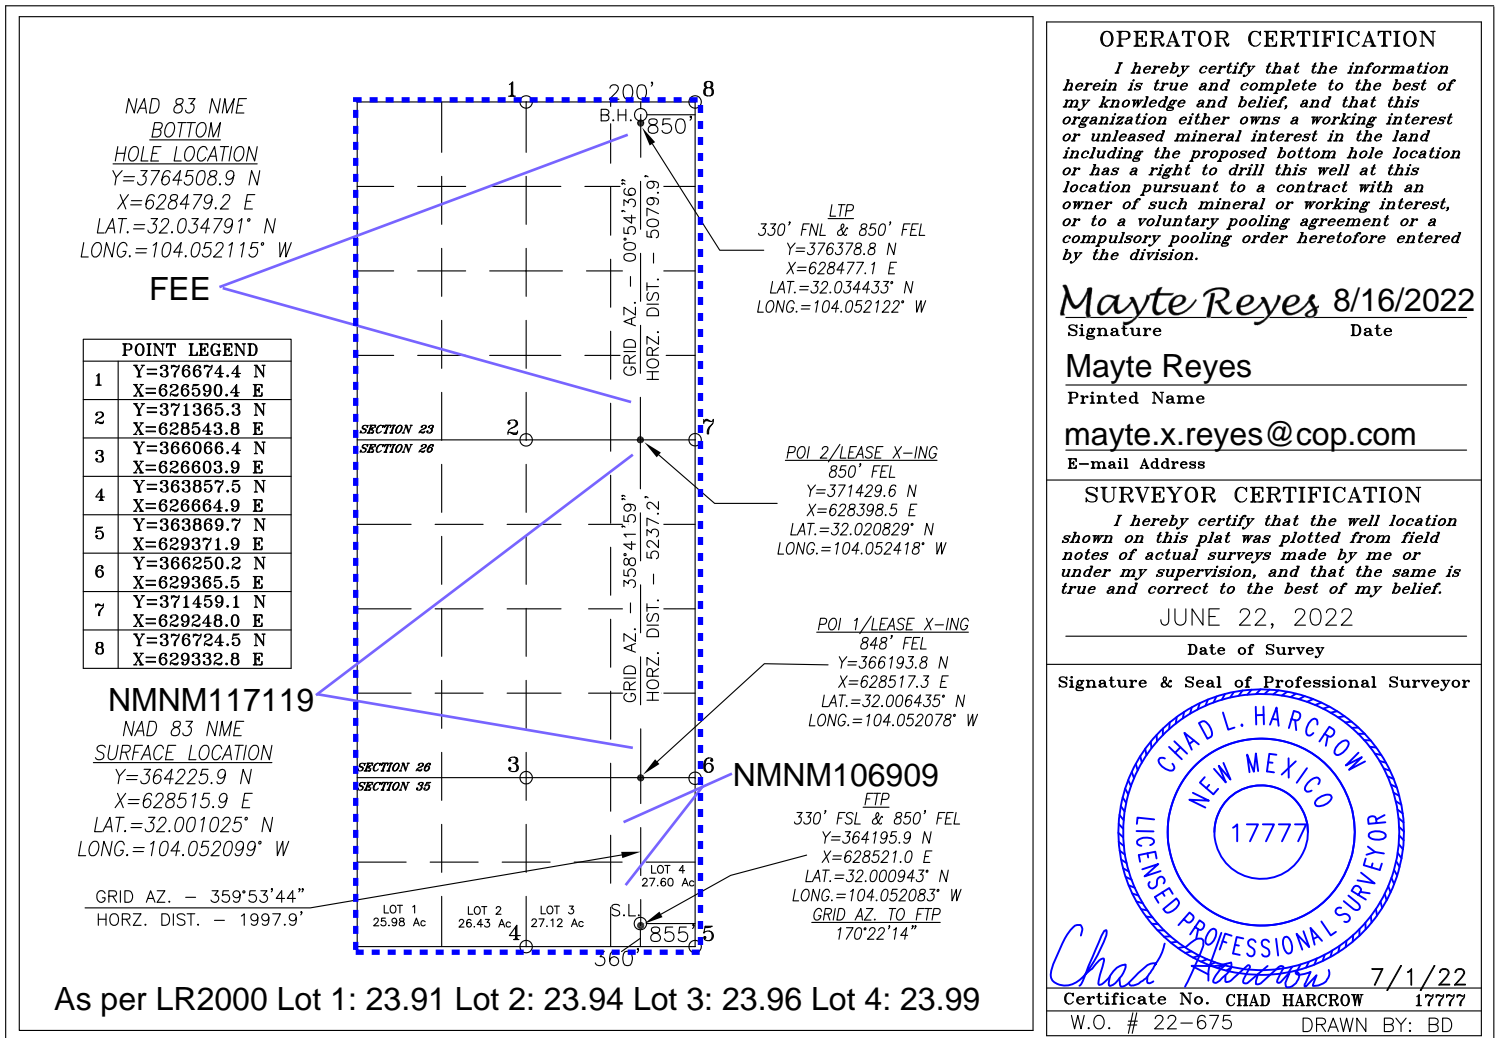 NAD 83 NME
BOTTOM
HOLE LOCATION
Y=3764508.9 N
X=628479.2 E
LAT.=32.034791° N
LONG.=104.052115° W
FEE
POINT LEGEND
1 Y=376674.4 N
X=626590.4 E
2 Y=371365.3 N
X=628543.8 E
3 Y=366066.4 N
X=626603.9 E
4 Y=363857.5 N
X=626664.9 E
5 Y=363869.7 N
X=629371.9 E
6 Y=366250.2 N
X=629365.5 E
7 Y=371459.1 N
X=629248.0 E
8 Y=376724.5 N
X=629332.8 E
NMNM117119
NAD 83 NME
SURFACE LOCATION
Y=364225.9 N
X=628515.9 E
LAT.=32.001025° N
LONG.=104.052099° W
GRID AZ. – 359°53'44"
HORZ. DIST. – 1997.9'
1
200'
8
B.H.
850'
GRID AZ. – 00°54'36"
HORZ. DIST. – 5079.9'
SECTION 23
SECTION 26
2
7
GRID AZ. – 358°41'59"
HORZ. DIST. – 5237.2'
SECTION 26
SECTION 35
3
6
LOT 4
27.60 Ac
LOT 1
25.98 Ac
LOT 2
26.43 Ac
LOT 3
27.12 Ac
S.L.
4
855'
5
360'
LTP
330' FNL & 850' FEL
Y=376378.8 N
X=628477.1 E
LAT.=32.034433° N
LONG.=104.052122° W
POI 2/LEASE X-ING
850' FEL
Y=371429.6 N
X=628398.5 E
LAT.=32.020829° N
LONG.=104.052418° W
POI 1/LEASE X-ING
848' FEL
Y=366193.8 N
X=628517.3 E
LAT.=32.006435° N
LONG.=104.052078° W
NMNM106909
FTP
330' FSL & 850' FEL
Y=364195.9 N
X=628521.0 E
LAT.=32.000943° N
LONG.=104.052083° W
GRID AZ. TO FTP
170°22'14"
As per LR2000 Lot 1: 23.91 Lot 2: 23.94 Lot 3: 23.96 Lot 4: 23.99
OPERATOR CERTIFICATION
I hereby certify that the information
herein is true and complete to the best of
my knowledge and belief, and that this
organization either owns a working interest
or unleased mineral interest in the land
including the proposed bottom hole location
or has a right to drill this well at this
location pursuant to a contract with an
owner of such mineral or working interest,
or to a voluntary pooling agreement or a
compulsory pooling order heretofore entered
by the division.
Mayte Reyes 8/16/2022
Signature Date
Mayte Reyes
Printed Name
mayte.x.reyes@cop.com
E-mail Address
SURVEYOR CERTIFICATION
I hereby certify that the well location
shown on this plat was plotted from field
notes of actual surveys made by me or
under my supervision, and that the same is
true and correct to the best of my belief.
JUNE 22, 2022
Date of Survey
Signature & Seal of Professional Surveyor
CHAD L. HARCROW
NEW MEXICO
17777
LICENSED PROFESSIONAL SURVEYOR
Chad Harcrow 7/1/22
Certificate No. CHAD HARCROW 17777
W.O. # 22-675 DRAWN BY: BD